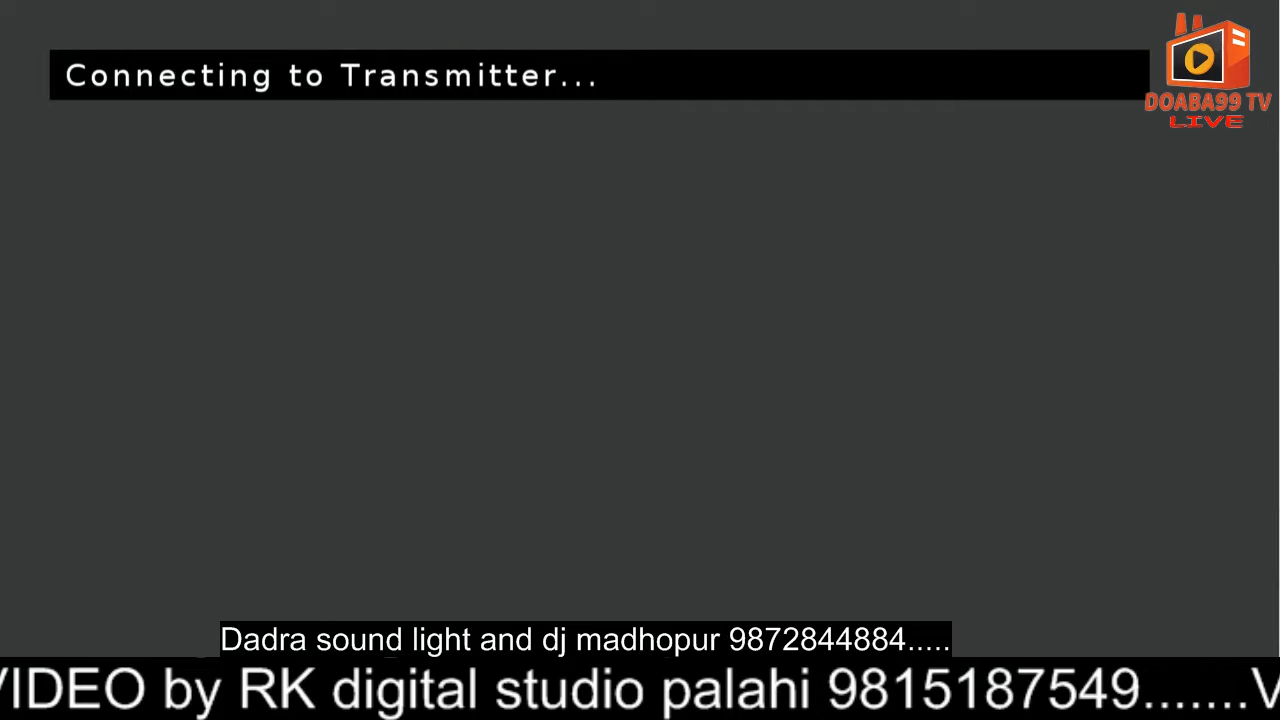 Connecting to Transmitter...
DOABA99 TV
LIVE
Dadra sound light and dj madhopur 9872844884.....
VIDEO by RK digital studio palahi 9815187549.......V